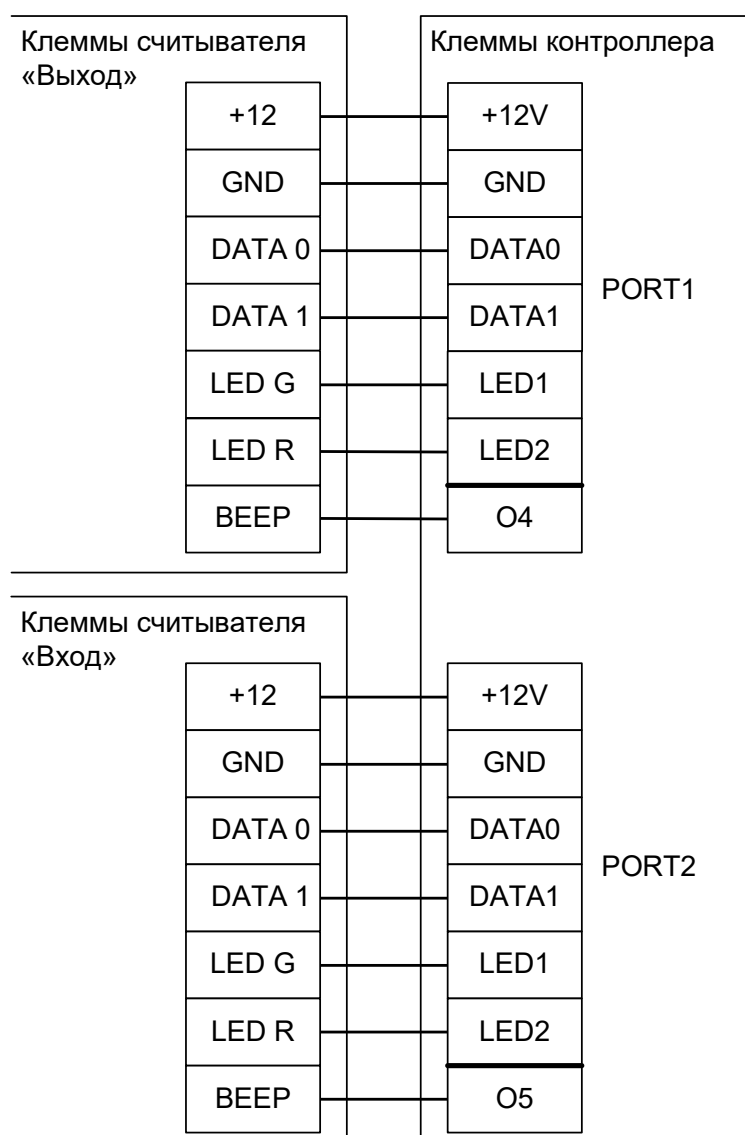 Клеммы считывателя
«Выход»
Клеммы контроллера
+12
+12V
GND
GND
DATA 0
DATA0
DATA 1
DATA1
PORT1
LED G
LED1
LED R
LED2
BEEP
O4
Клеммы считывателя
«Вход»
+12
+12V
GND
GND
DATA 0
DATA0
DATA 1
DATA1
PORT2
LED G
LED1
LED R
LED2
BEEP
O5